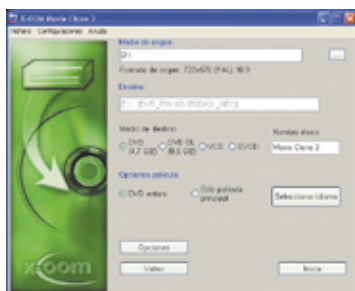 X-OOM Movie Clone 3
Fichero Configuraciones Ayuda
Medio de origen
D:\
Formato de origen: 720x576 (PAL) 16:9
Destino
Medio de destino
Nombre disco:
DVD (4,7 GB) DVD DL (8,5 GB) VCD SVCD
Movie Clone 3
Opciones película
DVD entero Sólo película principal
Seleccionar idioma
Opciones
Volver Inicia
x-oom